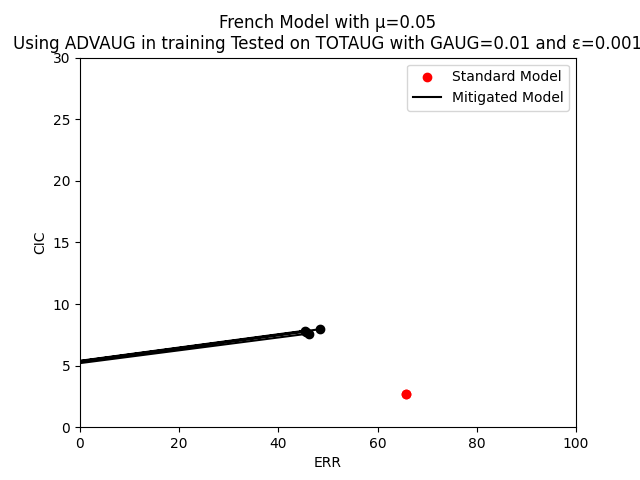 French Model with μ=0.05
Using ADVAUG in training Tested on TOTAUG with GAUG=0.01 and ε=0.001
Standard Model
Mitigated Model
30
25
20
15
10
5
0
CIC
0 20 40 60 80 100
ERR